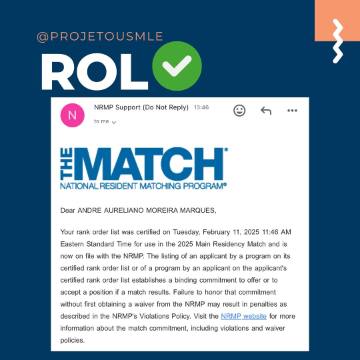 @PROJETOUSMLE
ROL
N
NRMP Support (Do Not Reply) 13:46
to me
THE MATCH®
NATIONAL RESIDENT MATCHING PROGRAM®
Dear ANDRE AURELIANO MOREIRA MARQUES,
Your rank order list was certified on Tuesday, February 11, 2025 11:46 AM
Eastern Standard Time for use in the 2025 Main Residency Match and is
now on file with the NRMP. The listing of an applicant by a program on its
certified rank order list or of a program by an applicant on the applicant's
certified rank order list establishes a binding commitment to offer or to
accept a position if a match results. Failure to honor that commitment
without first obtaining a waiver from the NRMP may result in penalties as
described in the NRMP's Violations Policy. Visit the NRMP website for more
information about the match commitment, including violations and waiver
policies.